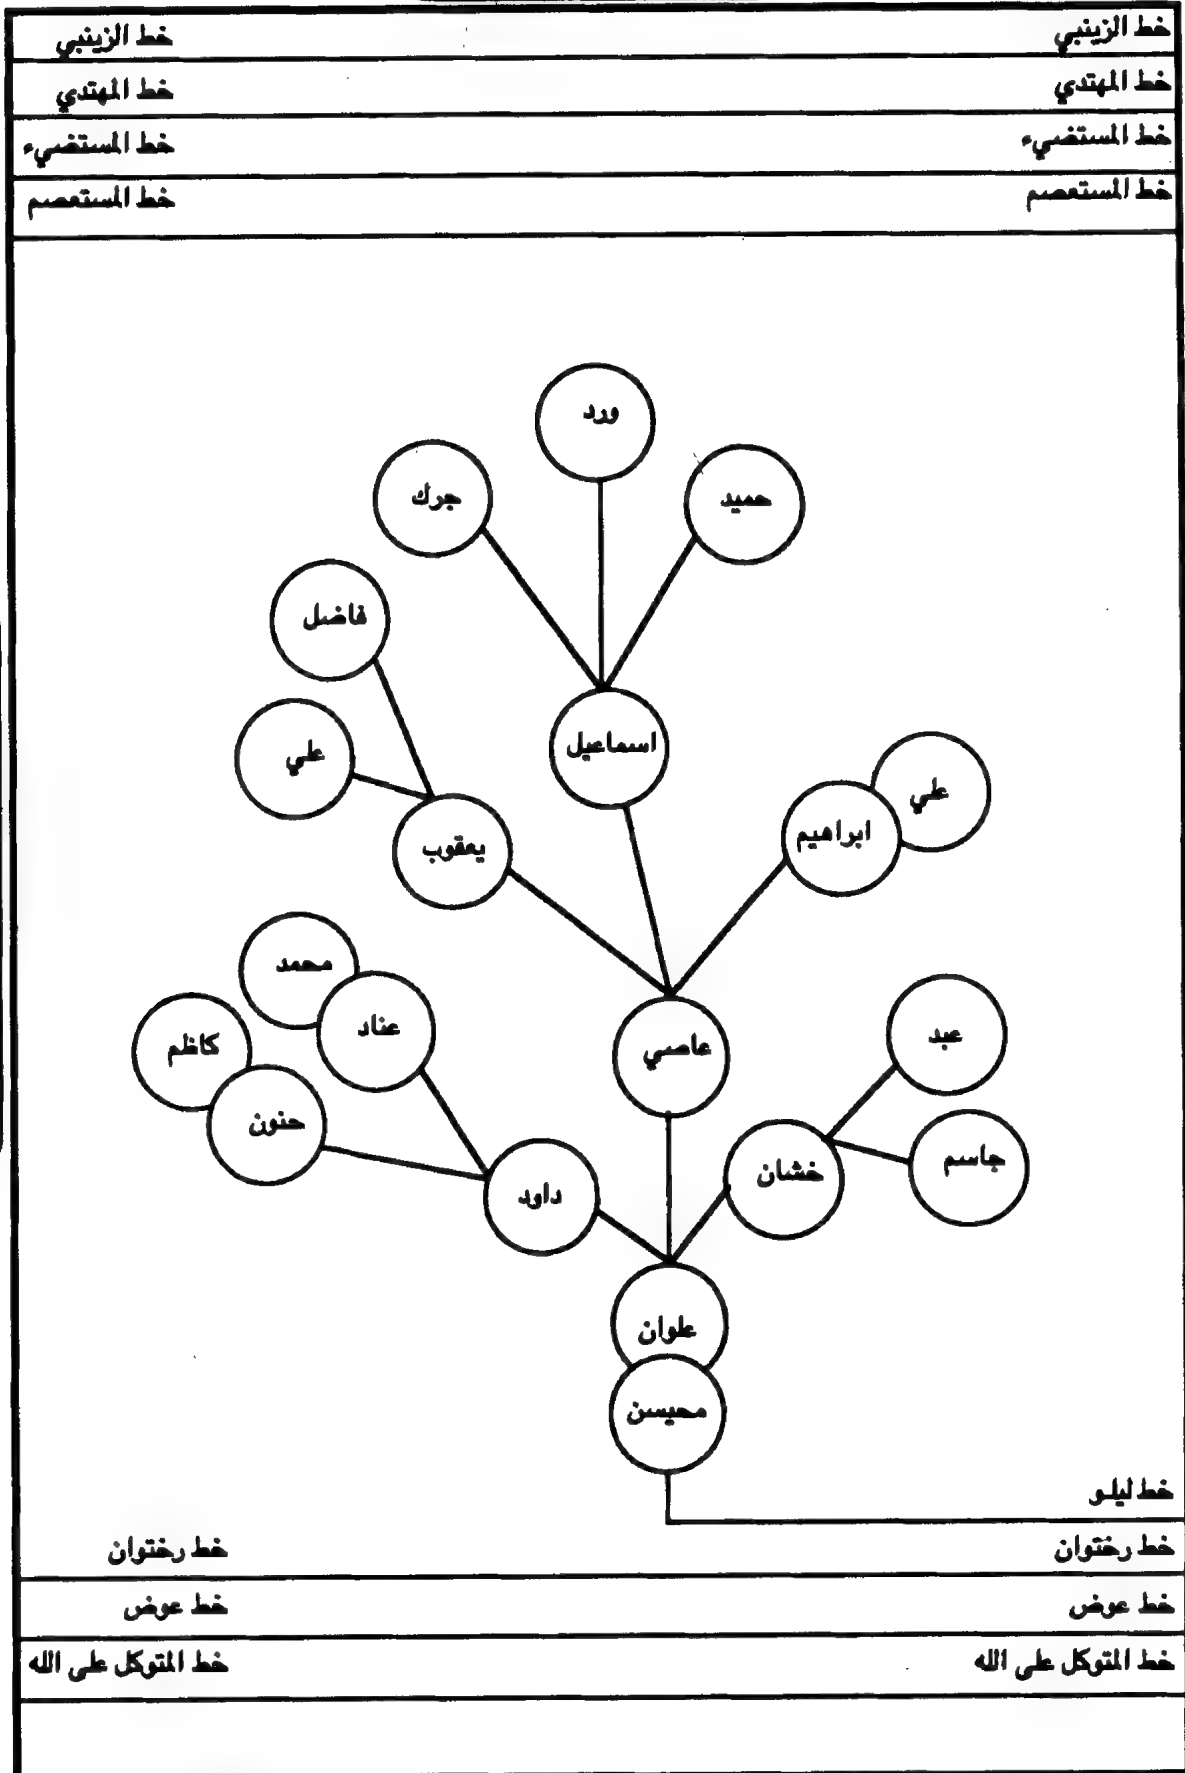 خط الزينبي خط الزينبي
خط المهتدي خط المهتدي
خط المستضيء خط المستضيء
خط المستعصم خط المستعصم
ورد
حميد
جرك
فاضل
اسماعيل
علي
علي
ابراهيم
يعقوب
محمد
عناد
عبد
عاصي
كاظم
حنون
جاسم
خشان
داود
علوان
محيسن
خط ليلو
خط رختوان خط رختوان
خط عوض خط عوض
خط المتوكل على الله خط المتوكل على الله